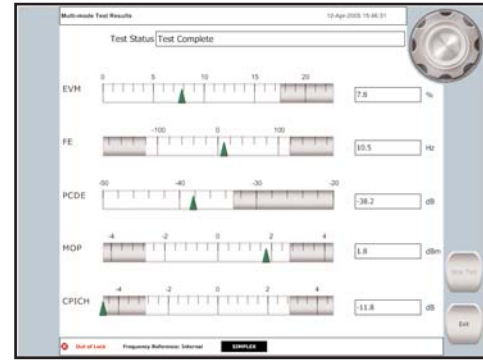 Multi-mode Test Results 12-Apr-2005 15:46:31
Test Status Test Complete
0 5 10 15 20
EVM 7.8 %
-100 0 100
FE 10.5 Hz
-50 -40 -30 -20
PCDE -38.2 dB
-4 -2 0 2 4
MOP 1.8 dBm
-4 -2 0 2 4
CPICH -11.8 dB
Exit
Out of Lock Frequency Reference: Internal SIMPLEX